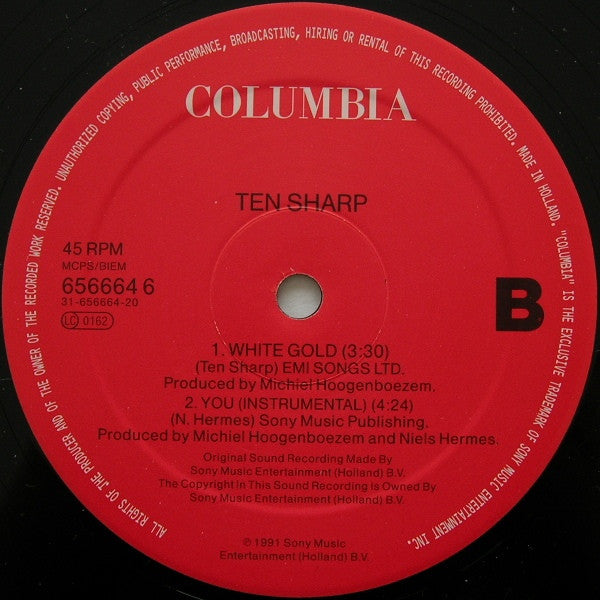 ALL RIGHTS OF THE PRODUCER AND OF THE OWNER OF THE RECORDED WORK RESERVED. UNAUTHORIZED COPYING, PUBLIC PERFORMANCE, BROADCASTING, HIRING OR RENTAL OF THIS RECORDING PROHIBITED. MADE IN HOLLAND. "COLUMBIA" IS THE EXCLUSIVE TRADEMARK OF SONY MUSIC ENTERTAINMENT INC.
COLUMBIA
TEN SHARP
45 RPM
MCPS/BIEM
656664 6
31-656664-20
LC 0162
B
1. WHITE GOLD (3:30)
(Ten Sharp) EMI SONGS LTD.
Produced by Michiel Hoogenboezem.
2. YOU (INSTRUMENTAL) (4:24)
(N. Hermes) Sony Music Publishing.
Produced by Michiel Hoogenboezem and Niels Hermes.
Original Sound Recording Made By
Sony Music Entertainment (Holland) B.V.
The Copyright in This Sound Recording is Owned By
Sony Music Entertainment (Holland) B.V.
℗ 1991 Sony Music
Entertainment (Holland) B.V.